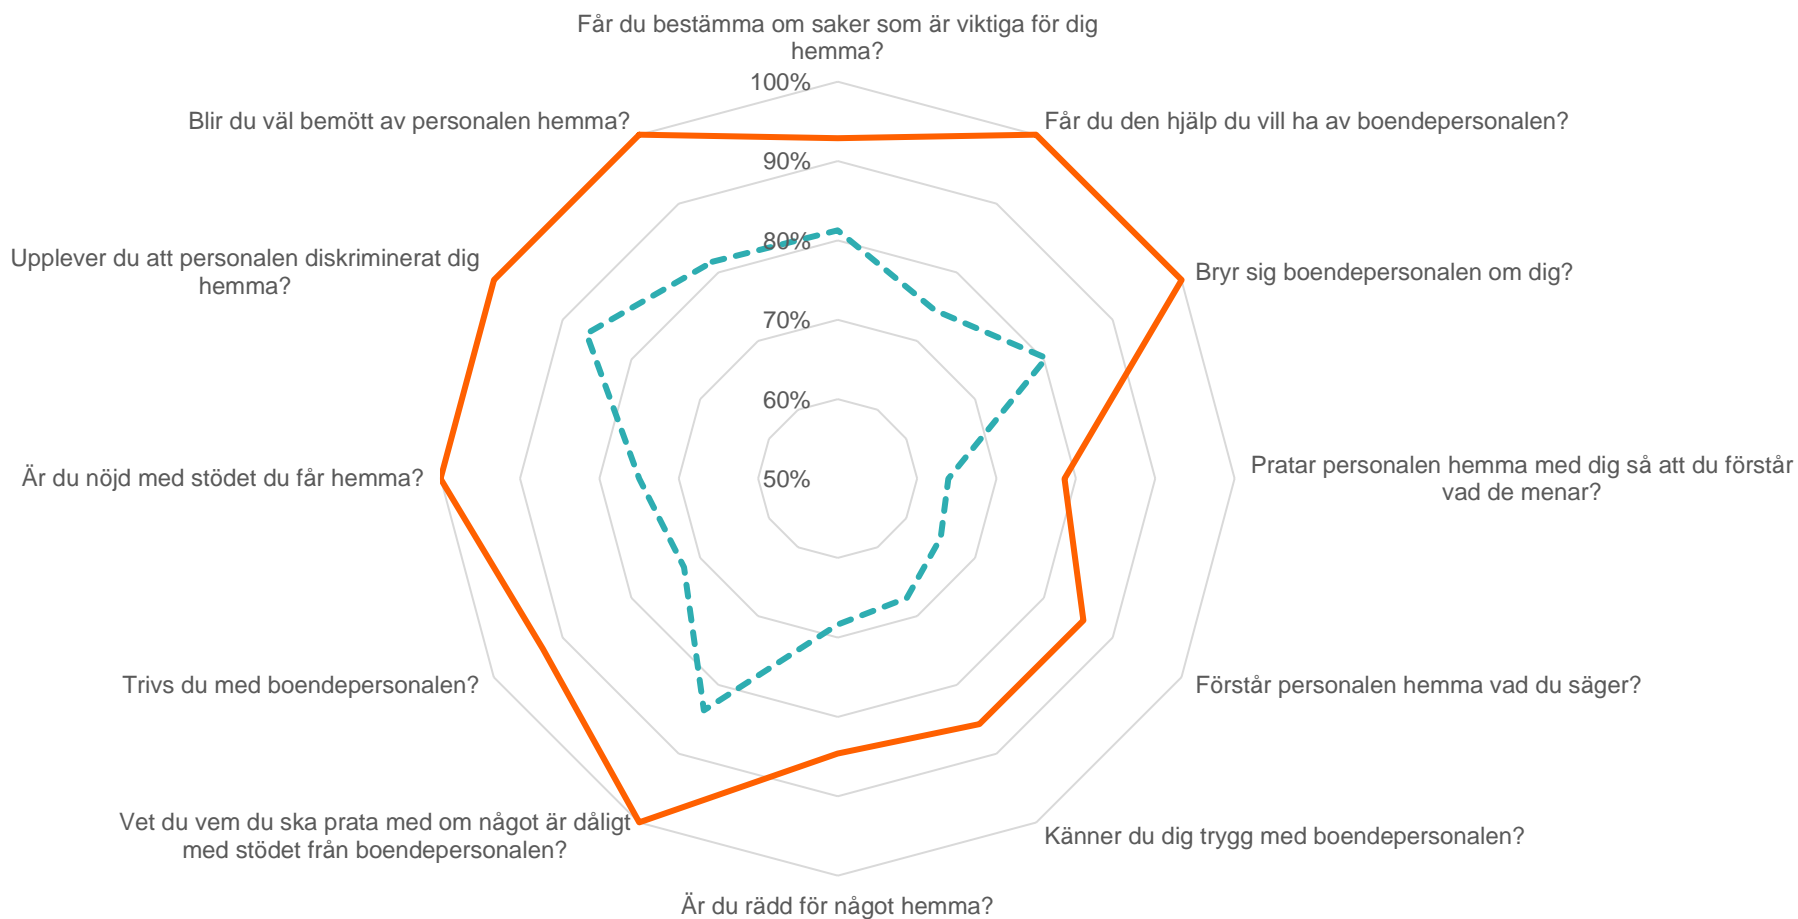 Får du bestämma om saker som är viktiga för dig
hemma?
100%
Blir du väl bemött av personalen hemma?
Får du den hjälp du vill ha av boendepersonalen?
90%
80%
Upplever du att personalen diskriminerat dig
hemma?
Bryr sig boendepersonalen om dig?
70%
60%
Är du nöjd med stödet du får hemma?
50%
Pratar personalen hemma med dig så att du förstår
vad de menar?
Trivs du med boendepersonalen?
Förstår personalen hemma vad du säger?
Vet du vem du ska prata med om något är dåligt
med stödet från boendepersonalen?
Känner du dig trygg med boendepersonalen?
Är du rädd för något hemma?